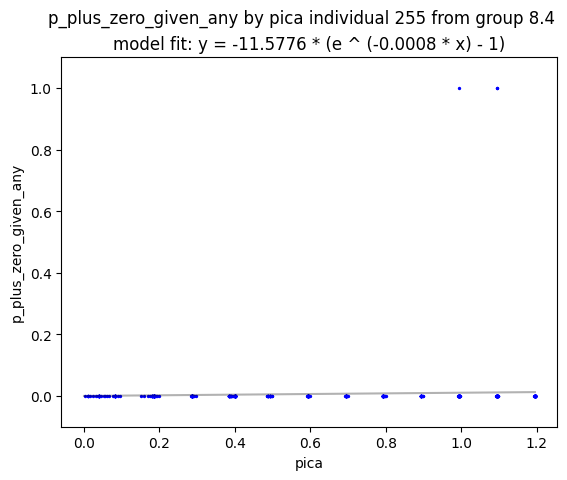 p_plus_zero_given_any by pica individual 255 from group 8.4
model fit: y = -11.5776 * (e ^ (-0.0008 * x) - 1)
p_plus_zero_given_any
1.0
0.8
0.6
0.4
0.2
0.0
0.0 0.2 0.4 0.6 0.8 1.0 1.2
pica